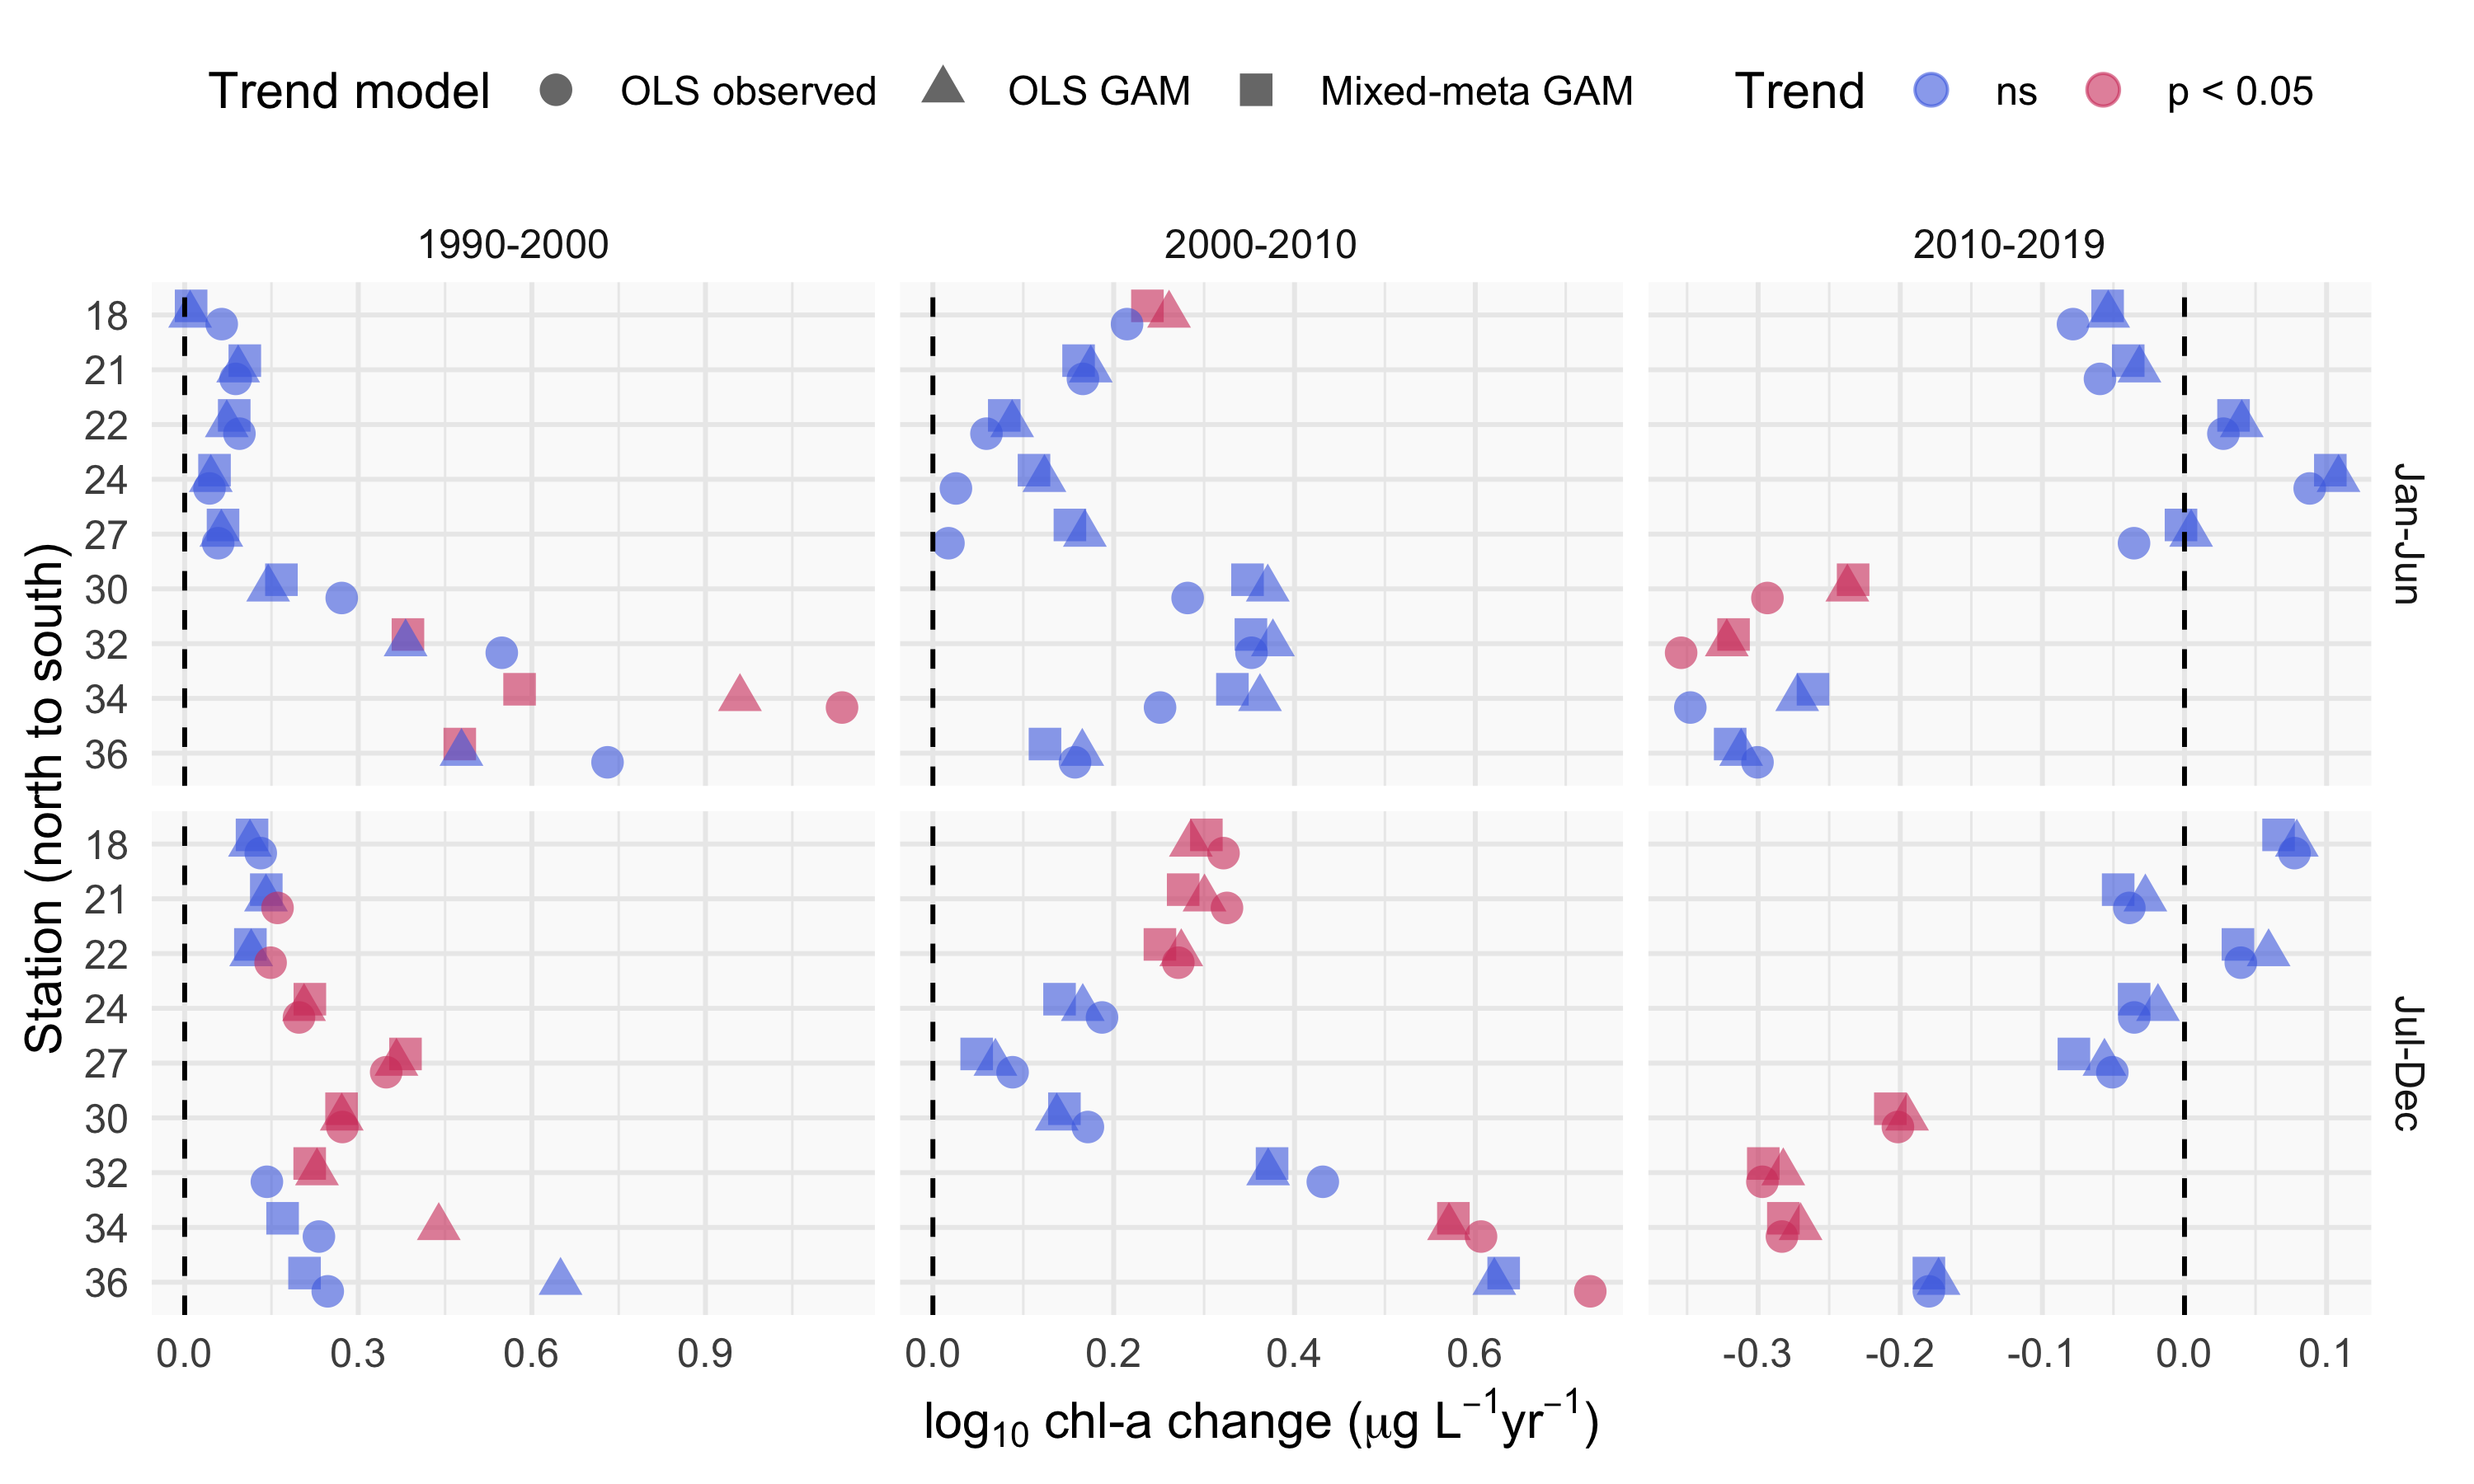 Trend model OLS observed OLS GAM Mixed-meta GAM Trend ns p < 0.05
1990-2000 2000-2010 2010-2019
18
21
22
24
27
30
32
34
36
Jan-Jun
18
21
22
24
27
30
32
34
36
Jul-Dec
Station (north to south)
0.0 0.3 0.6 0.9 0.0 0.2 0.4 0.6 -0.3 -0.2 -0.1 0.0 0.1
log₁₀ chl-a change (μg L⁻¹yr⁻¹)